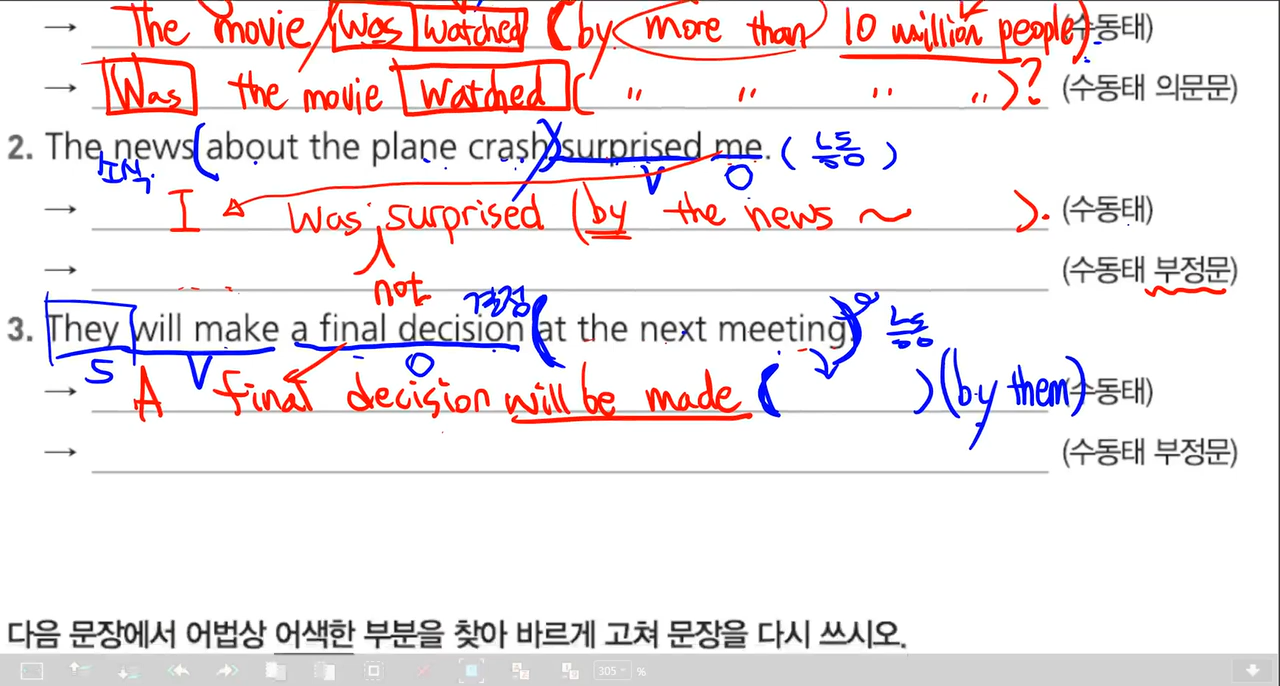 → The movie was watched (by more than 10 million people). (수동태)
→ Was the movie watched ( " " " " )? (수동태 의문문)
2. The news (about the plane crash) surprised me. (능동)
소식 V O
→ I was surprised (by the news ~ ). (수동태)
→ not (수동태 부정문)
결정
3. They will make a final decision (at the next meeting). 능동
S V O
→ A final decision will be made ( ) (by them) (수동태)
→ (수동태 부정문)
다음 문장에서 어법상 어색한 부분을 찾아 바르게 고쳐 문장을 다시 쓰시오.
305 %